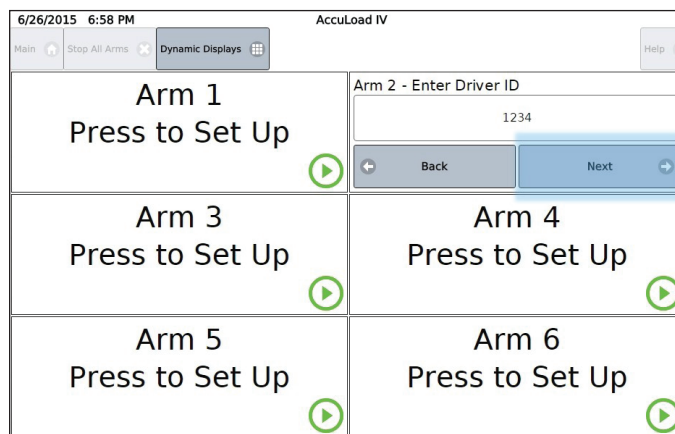 6/26/2015 6:58 PM
AccuLoad IV
Main
Stop All Arms
Dynamic Displays
Help
Arm 1
Press to Set Up
Arm 2 - Enter Driver ID
1234
Back
Next
Arm 3
Press to Set Up
Arm 4
Press to Set Up
Arm 5
Press to Set Up
Arm 6
Press to Set Up